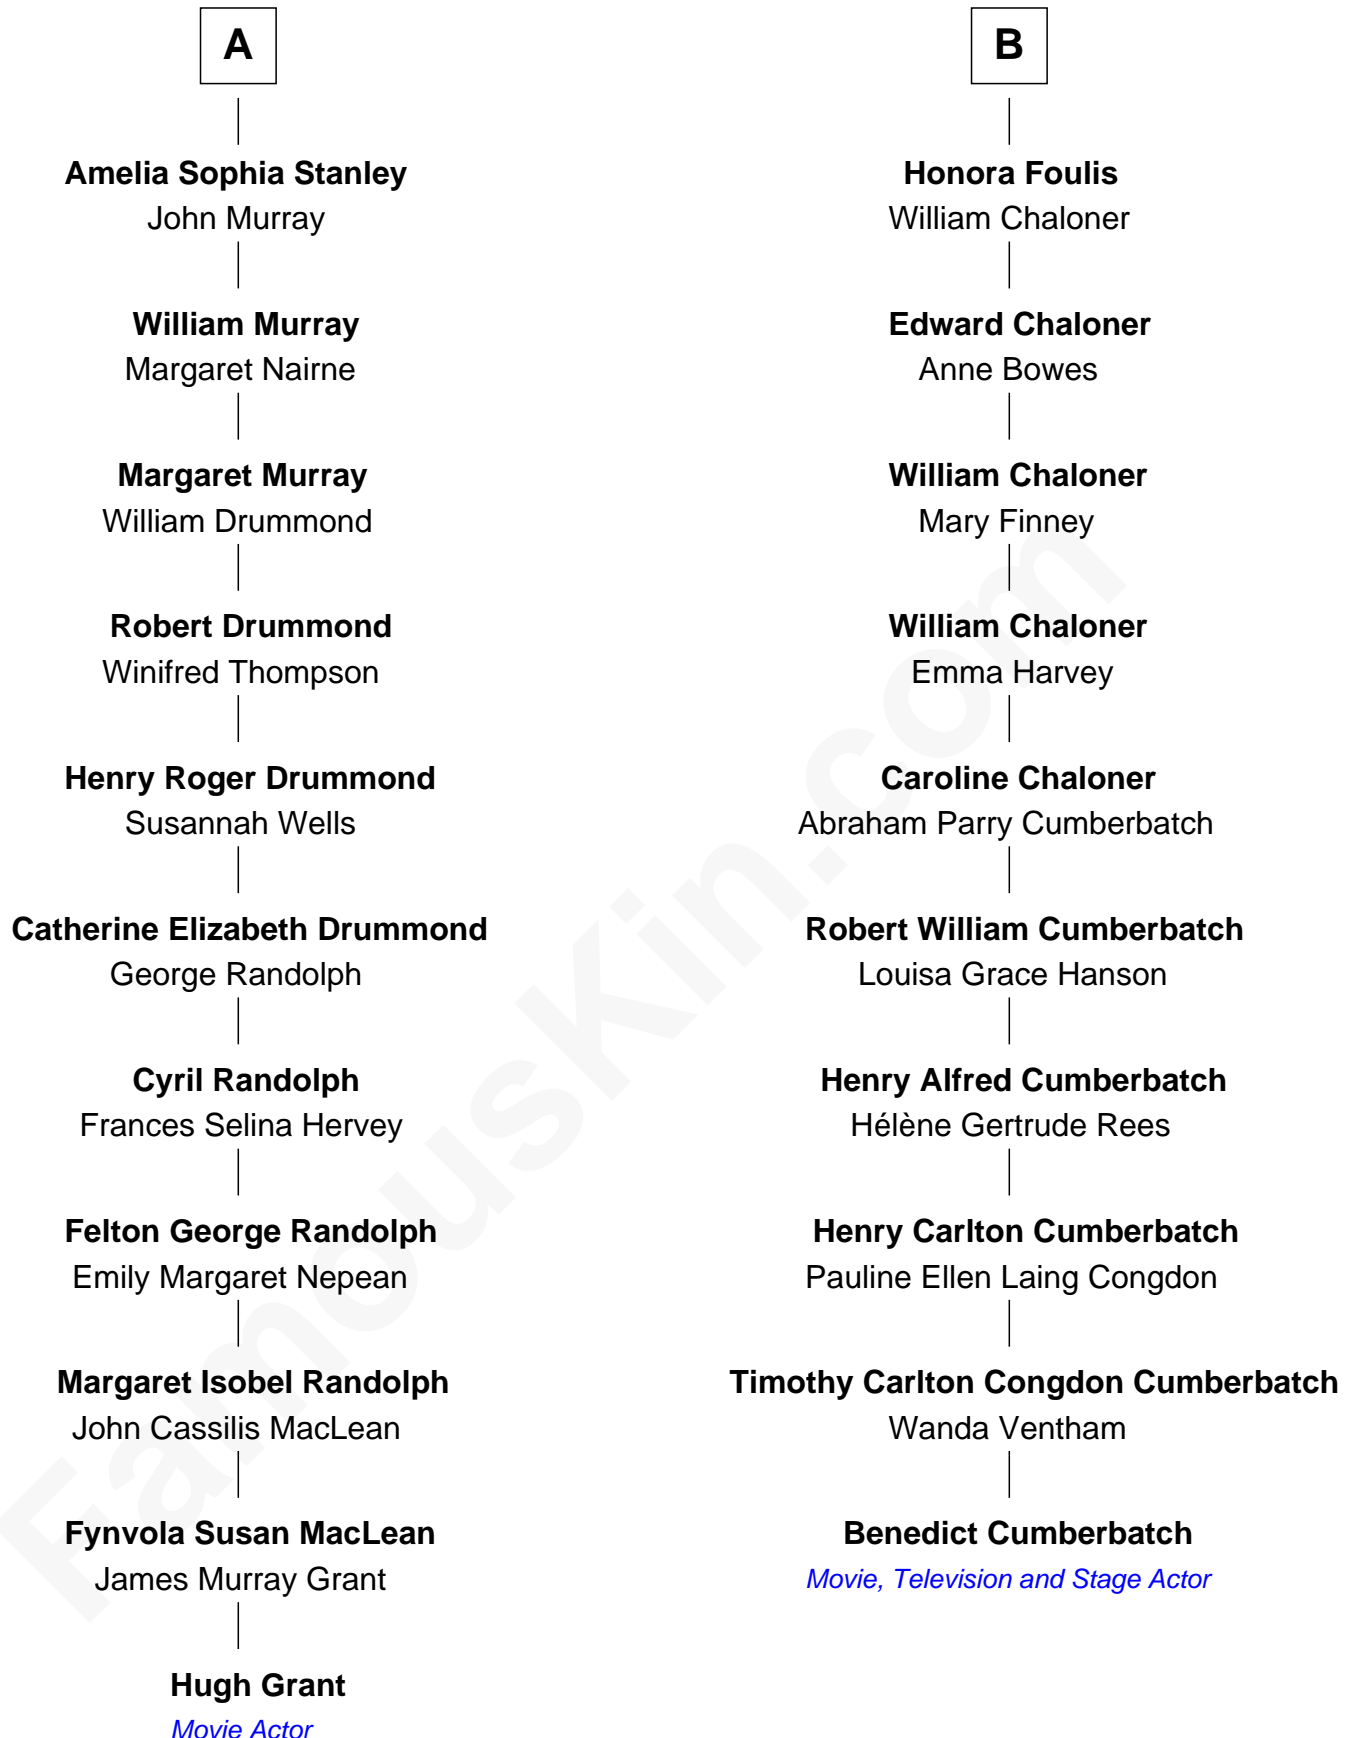 A
Amelia Sophia Stanley
John Murray
William Murray
Margaret Nairne
Margaret Murray
William Drummond
Robert Drummond
Winifred Thompson
Henry Roger Drummond
Susannah Wells
Catherine Elizabeth Drummond
George Randolph
Cyril Randolph
Frances Selina Hervey
Felton George Randolph
Emily Margaret Nepean
Margaret Isobel Randolph
John Cassilis MacLean
Fynvola Susan MacLean
James Murray Grant
Hugh Grant
Movie Actor
B
Honora Foulis
William Chaloner
Edward Chaloner
Anne Bowes
William Chaloner
Mary Finney
William Chaloner
Emma Harvey
Caroline Chaloner
Abraham Parry Cumberbatch
Robert William Cumberbatch
Louisa Grace Hanson
Henry Alfred Cumberbatch
Hélène Gertrude Rees
Henry Carlton Cumberbatch
Pauline Ellen Laing Congdon
Timothy Carlton Congdon Cumberbatch
Wanda Ventham
Benedict Cumberbatch
Movie, Television and Stage Actor
FamousKin.com